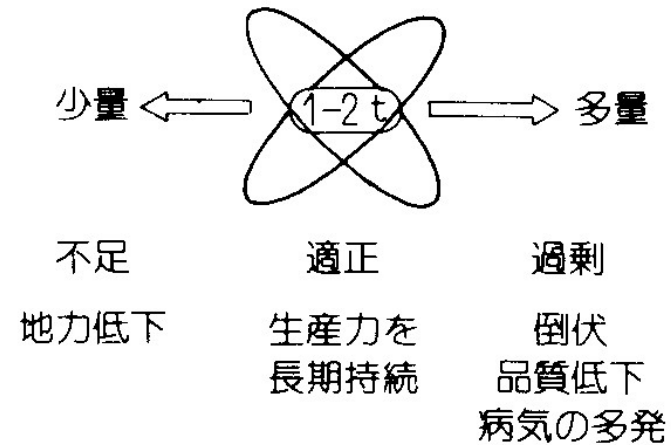 少量 1-2t 多量
不足 適正 過剰
地力低下 生産力を 倒伏
長期持続 品質低下
病気の多発